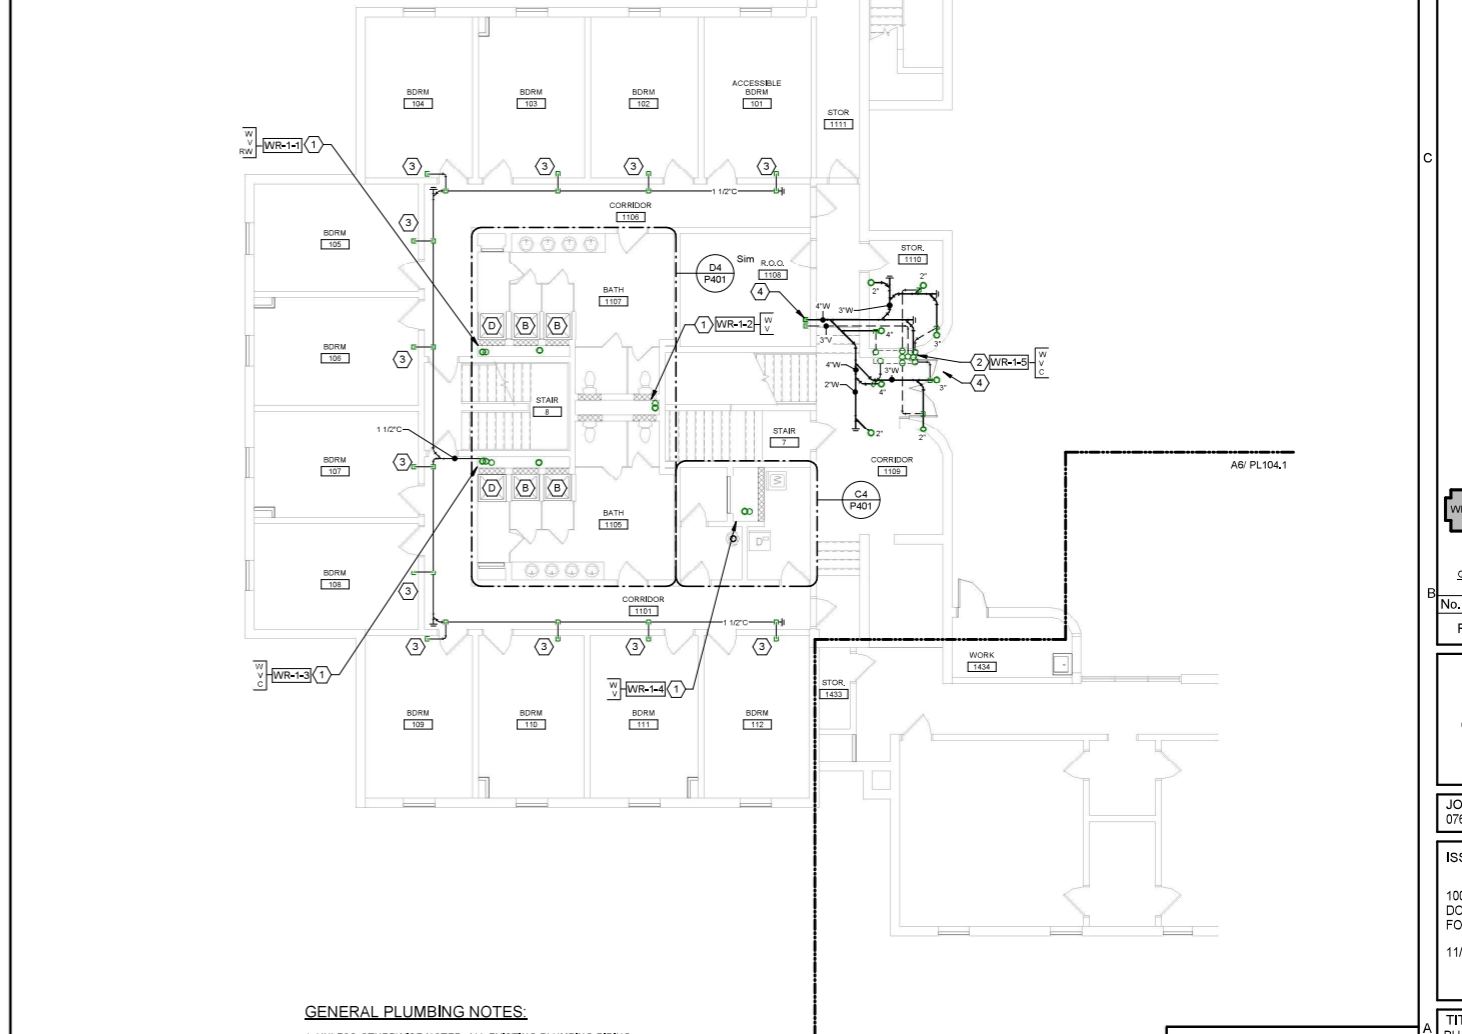 C
BDRM
104
BDRM
103
BDRM
102
ACCESSIBLE
BDRM
101
STOR
1111
W
V
RW
WR-1-1
1
3
3
3
3
1 1/2"C
CORRIDOR
1106
3
BDRM
105
D4
P401
Sim
R.O.O.
1108
STOR.
1110
BATH
1107
4
2"
2"
4"W
3"W
D
B
B
1
WR-1-2
W
V
3"V
4"
3"
BDRM
106
3
2
WR-1-5
W
V
C
4"W
3"W
4
2"W
4"
3"
STAIR
8
1 1/2"C
STAIR
7
2"
2"
BDRM
107
3
CORRIDOR
1109
A6/ PL104.1
D
B
B
W
C4
P401
BATH
1105
D
BDRM
108
3
CORRIDOR
1101
B
No.
1 1/2"C
3
3
3
3
WORK
1434
W
V
C
WR-1-3
1
W
V
WR-1-4
1
STOR.
1433
BDRM
109
BDRM
110
BDRM
111
BDRM
112
JO
076
ISS
100
DO
FO
11/
GENERAL PLUMBING NOTES:
A
TIT